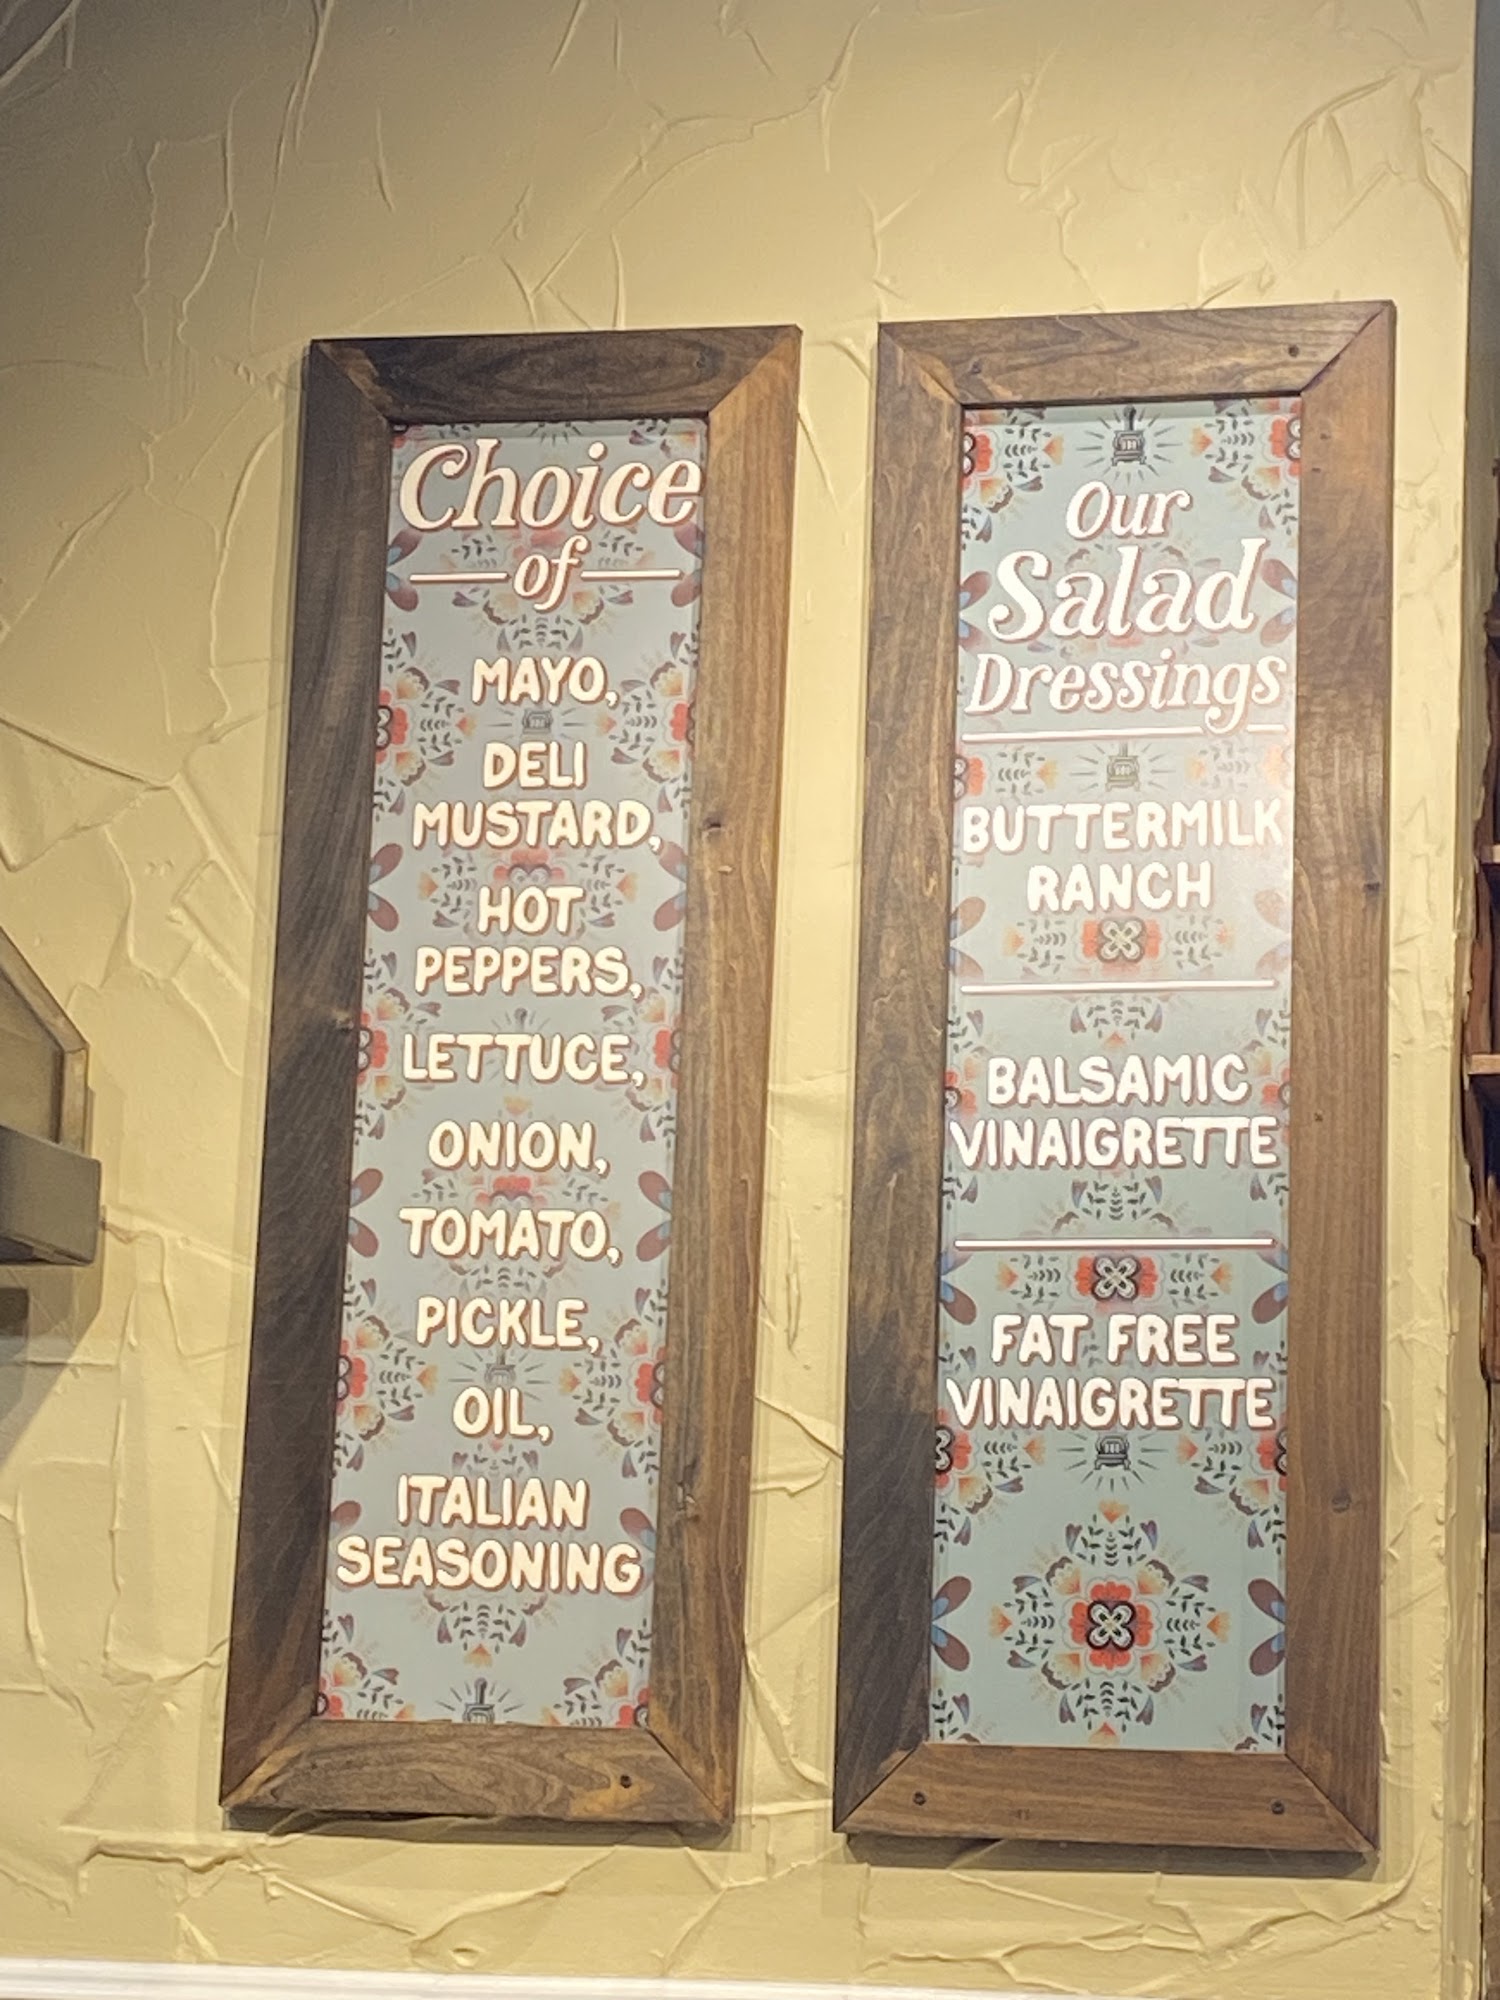 Choice
of
MAYO,
DELI
MUSTARD,
HOT
PEPPERS,
LETTUCE,
ONION,
TOMATO,
PICKLE,
OIL,
ITALIAN
SEASONING
Our
Salad
Dressings
BUTTERMILK
RANCH
BALSAMIC
VINAIGRETTE
FAT FREE
VINAIGRETTE